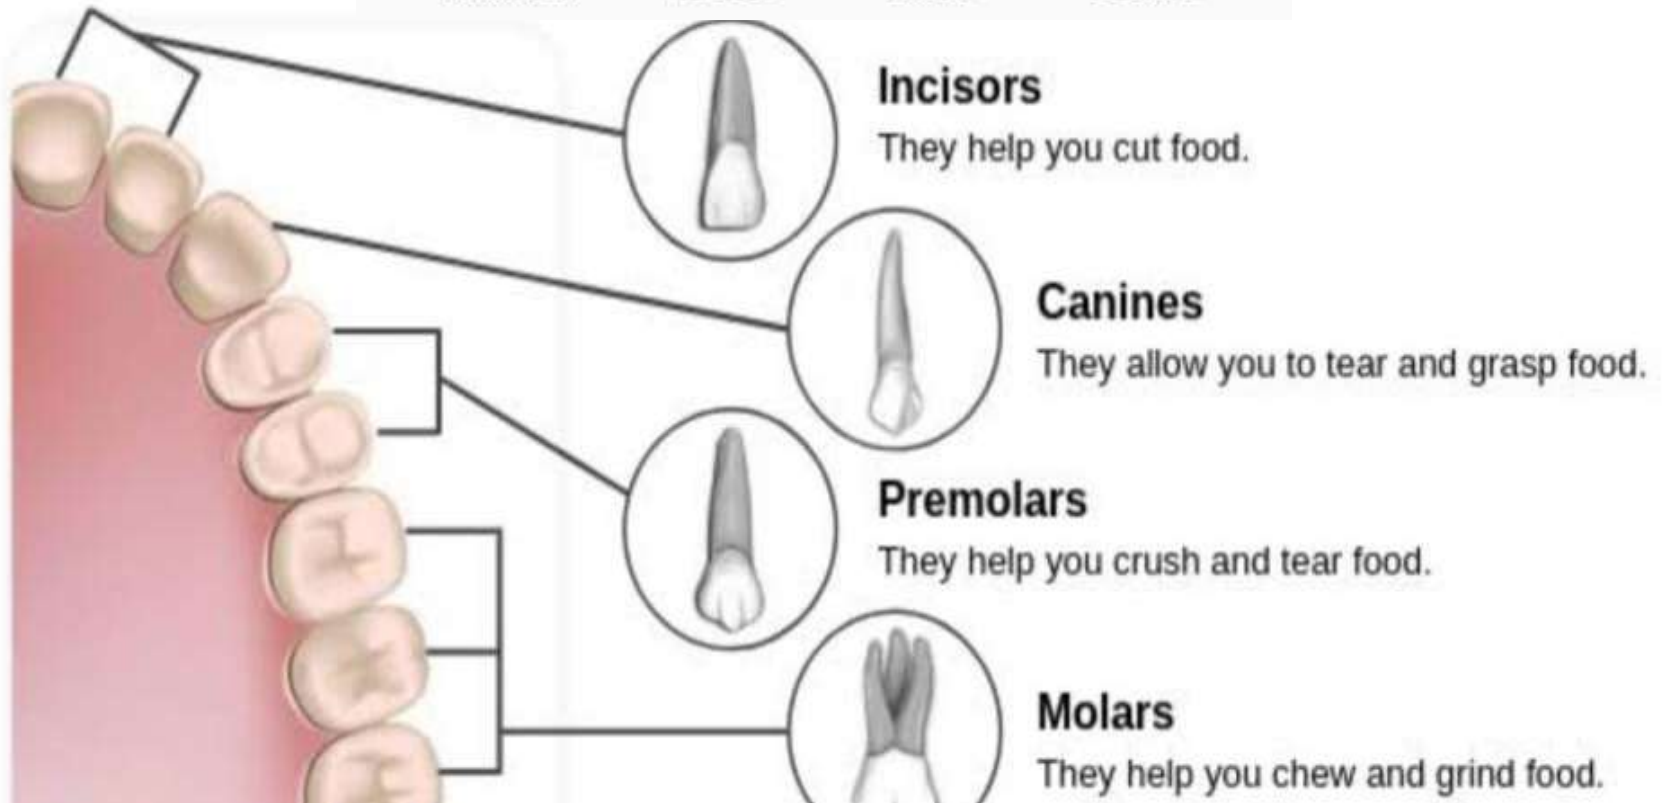 Incisors
They help you cut food.
Canines
They allow you to tear and grasp food.
Premolars
They help you crush and tear food.
Molars
They help you chew and grind food.